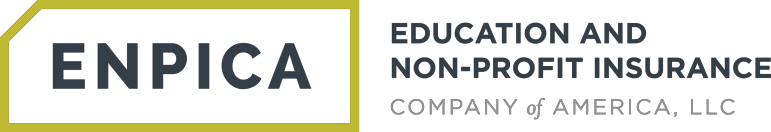 ENPICA
EDUCATION AND
NON-PROFIT INSURANCE
COMPANY of AMERICA, LLC